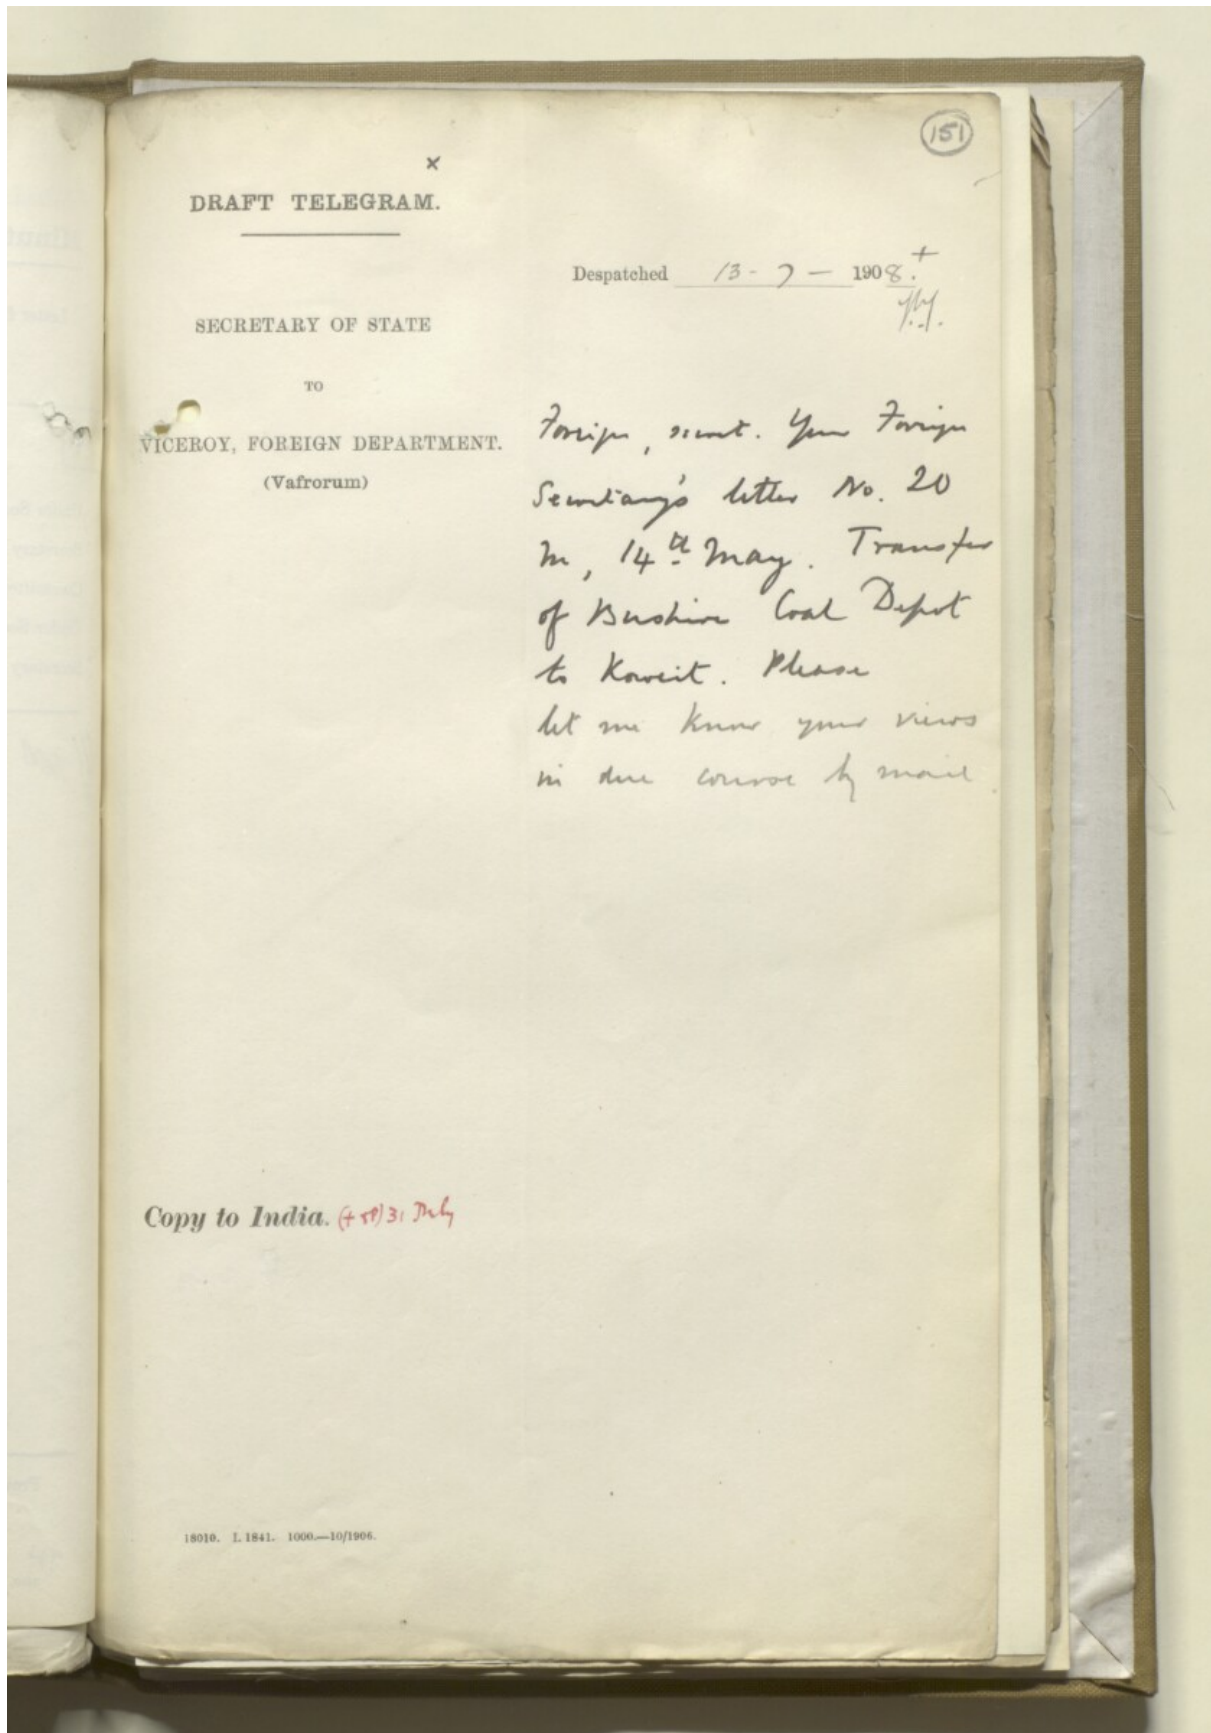 151
x
DRAFT TELEGRAM.
Despatched 13 - 7 - 1908. +
SECRETARY OF STATE
TO
VICEROY, FOREIGN DEPARTMENT.
(Vafrorum)
Foreign, secret. Your Foreign
Secretary's letter No. 20
M, 14th May. Transfer
of Bushire Coal Depot
to Koweit. Please
let me know your views
in due course by mail
Copy to India. 31 July
18010. I. 1841. 1000.—10/1906.